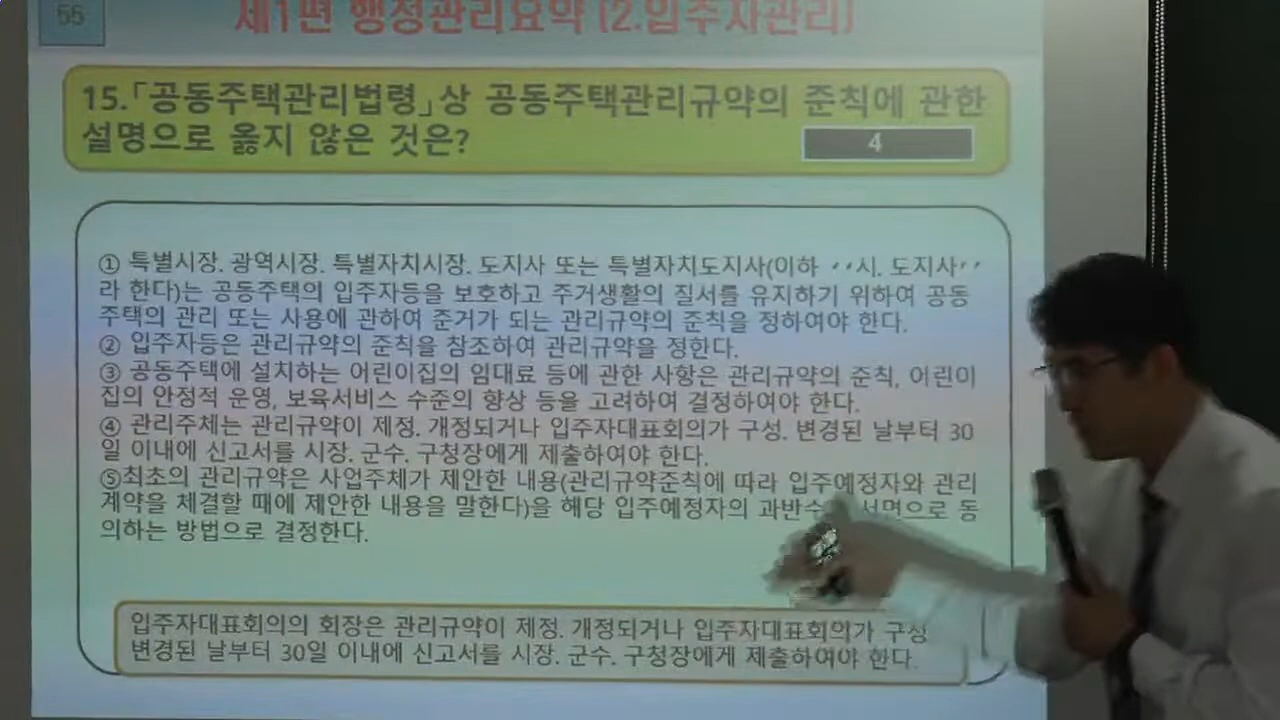 55
제1편 행정관리요약 (2.입주자관리)
15.「공동주택관리법령」상 공동주택관리규약의 준칙에 관한
설명으로 옳지 않은 것은?
4
① 특별시장. 광역시장. 특별자치시장. 도지사 또는 특별자치도지사(이하 ‘‘시. 도지사’’
라 한다)는 공동주택의 입주자등을 보호하고 주거생활의 질서를 유지하기 위하여 공동
주택의 관리 또는 사용에 관하여 준거가 되는 관리규약의 준칙을 정하여야 한다.
② 입주자등은 관리규약의 준칙을 참조하여 관리규약을 정한다.
③ 공동주택에 설치하는 어린이집의 임대료 등에 관한 사항은 관리규약의 준칙, 어린이
집의 안정적 운영, 보육서비스 수준의 향상 등을 고려하여 결정하여야 한다.
④ 관리주체는 관리규약이 제정. 개정되거나 입주자대표회의가 구성. 변경된 날부터 30
일 이내에 신고서를 시장. 군수. 구청장에게 제출하여야 한다.
⑤최초의 관리규약은 사업주체가 제안한 내용(관리규약준칙에 따라 입주예정자와 관리
계약을 체결할 때에 제안한 내용을 말한다)을 해당 입주예정자의 과반수 서면으로 동
의하는 방법으로 결정한다.
입주자대표회의의 회장은 관리규약이 제정. 개정되거나 입주자대표회의가 구성
변경된 날부터 30일 이내에 신고서를 시장. 군수. 구청장에게 제출하여야 한다.